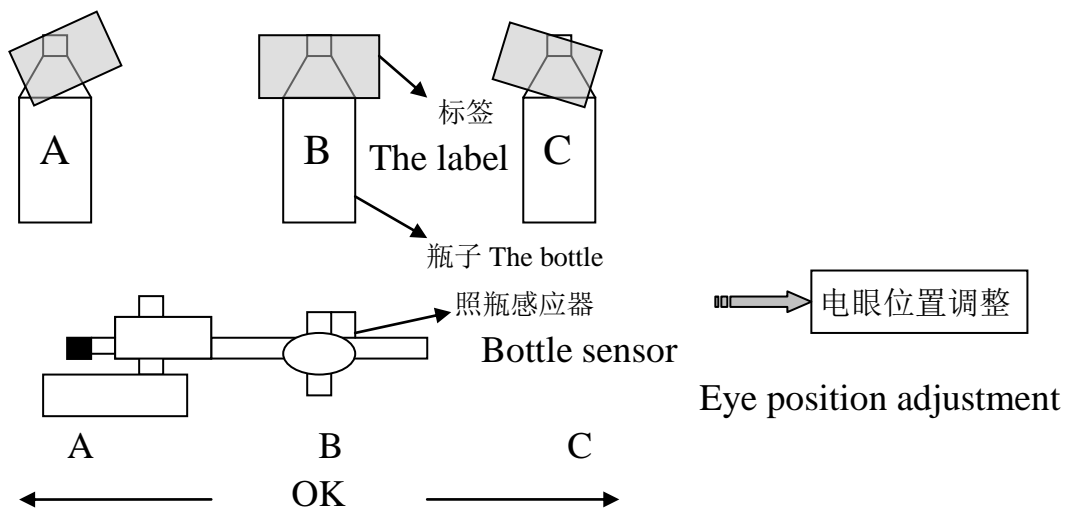 标签
A
B
The label
C
瓶子 The bottle
照瓶感应器
电眼位置调整
Bottle sensor
Eye position adjustment
A
B
C
OK